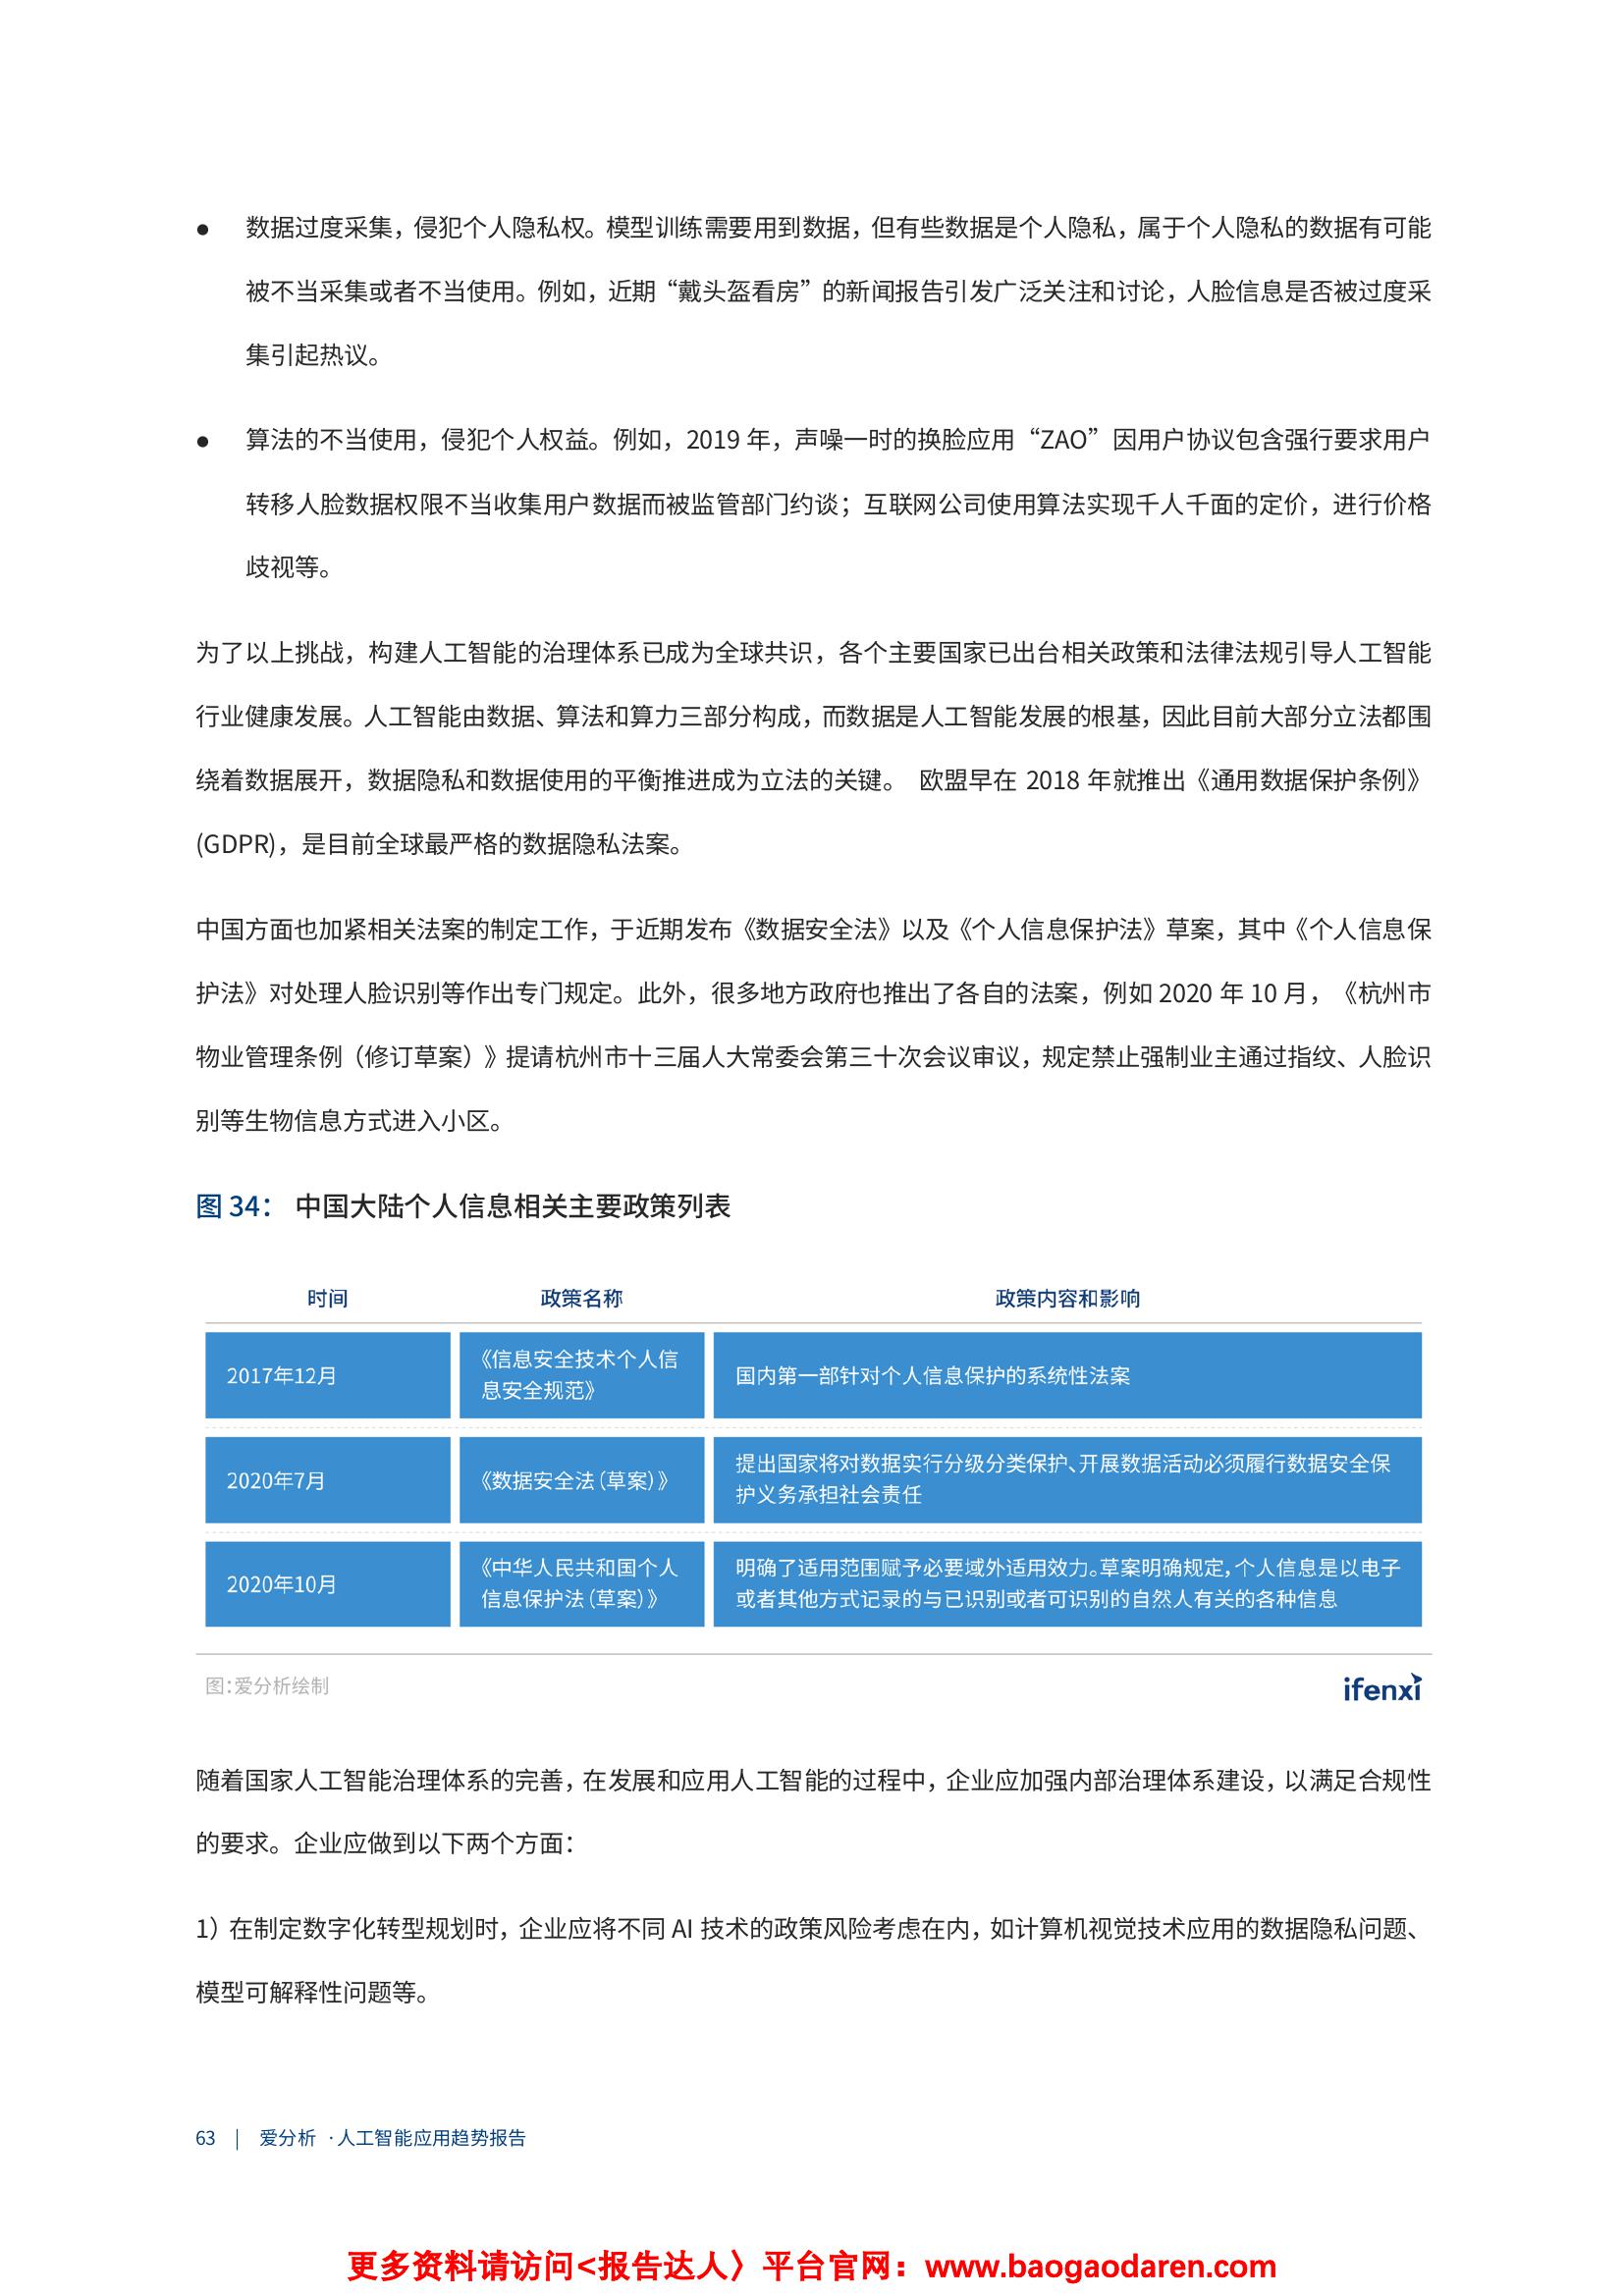 ● 数据过度采集，侵犯个人隐私权。模型训练需要用到数据，但有些数据是个人隐私，属于个人隐私的数据有可能
被不当采集或者不当使用。例如，近期“戴头盔看房”的新闻报告引发广泛关注和讨论，人脸信息是否被过度采
集引起热议。
● 算法的不当使用，侵犯个人权益。例如，2019 年，声噪一时的换脸应用“ZAO”因用户协议包含强行要求用户
转移人脸数据权限不当收集用户数据而被监管部门约谈；互联网公司使用算法实现千人千面的定价，进行价格
歧视等。
为了以上挑战，构建人工智能的治理体系已成为全球共识，各个主要国家已出台相关政策和法律法规引导人工智能
行业健康发展。人工智能由数据、算法和算力三部分构成，而数据是人工智能发展的根基，因此目前大部分立法都围
绕着数据展开，数据隐私和数据使用的平衡推进成为立法的关键。 欧盟早在 2018 年就推出《通用数据保护条例》
(GDPR)，是目前全球最严格的数据隐私法案。
中国方面也加紧相关法案的制定工作，于近期发布《数据安全法》以及《个人信息保护法》草案，其中《个人信息保
护法》对处理人脸识别等作出专门规定。此外，很多地方政府也推出了各自的法案，例如 2020 年 10 月，《杭州市
物业管理条例（修订草案）》提请杭州市十三届人大常委会第三十次会议审议，规定禁止强制业主通过指纹、人脸识
别等生物信息方式进入小区。
图 34： 中国大陆个人信息相关主要政策列表
时间 政策名称 政策内容和影响
2017年12月
《信息安全技术个人信
息安全规范》
国内第一部针对个人信息保护的系统性法案
2020年7月
《数据安全法（草案）》
提出国家将对数据实行分级分类保护、开展数据活动必须履行数据安全保
护义务承担社会责任
2020年10月
《中华人民共和国个人
信息保护法（草案）》
明确了适用范围赋予必要域外适用效力。草案明确规定，个人信息是以电子
或者其他方式记录的与已识别或者可识别的自然人有关的各种信息
图：爱分析绘制
ifenxi
随着国家人工智能治理体系的完善，在发展和应用人工智能的过程中，企业应加强内部治理体系建设，以满足合规性
的要求。企业应做到以下两个方面：
1）在制定数字化转型规划时，企业应将不同 AI 技术的政策风险考虑在内，如计算机视觉技术应用的数据隐私问题、
模型可解释性问题等。
63 | 爱分析 ·人工智能应用趋势报告
更多资料请访问<报告达人〉平台官网：www.baogaodaren.com